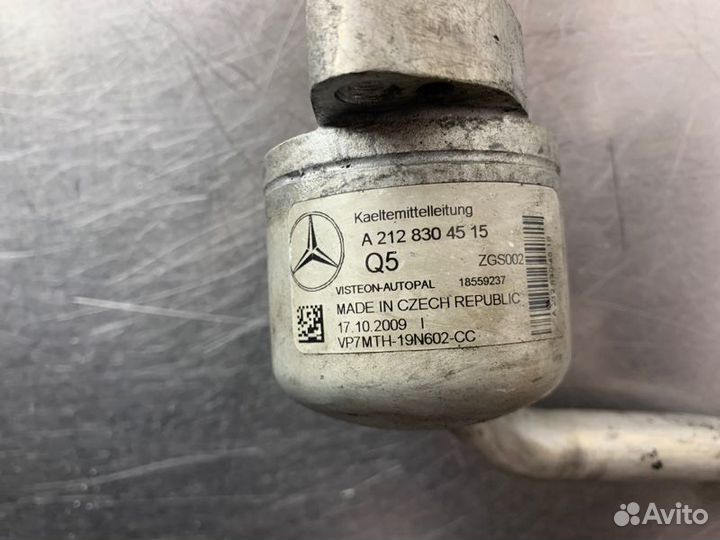 Kaeltemittelleitung
A 212 830 45 15
Q5
ZGS002
VISTEON-AUTOPAL 18559237
MADE IN CZECH REPUBLIC
17.10.2009 I
VP7MTH-19N602-CC
A 2128304515
Avito